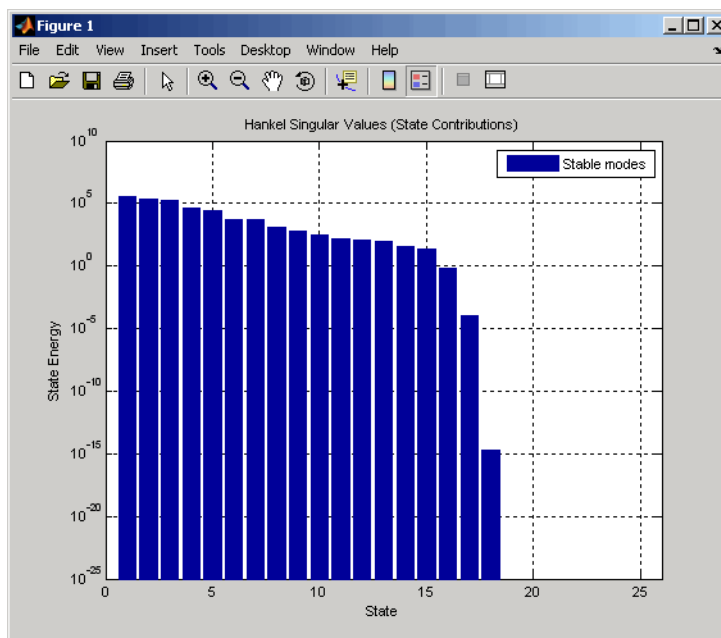 Figure 1
File Edit View Insert Tools Desktop Window Help
Hankel Singular Values (State Contributions)
Stable modes
10^10
10^5
10^0
10^-5
10^-10
10^-15
10^-20
10^-25
State Energy
0 5 10 15 20 25
State